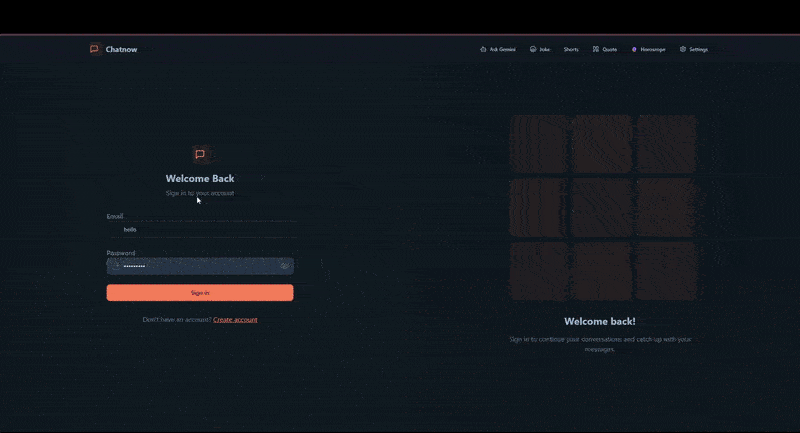 Chatnow
Ask Gemini Joke Shorts Quote Horoscope Settings
Welcome Back
Sign in to your account
Email
hello
Password
•••••••••
Sign in
Don't have an account? Create account
Welcome back!
Sign in to continue your conversations and catch up with your
messages.